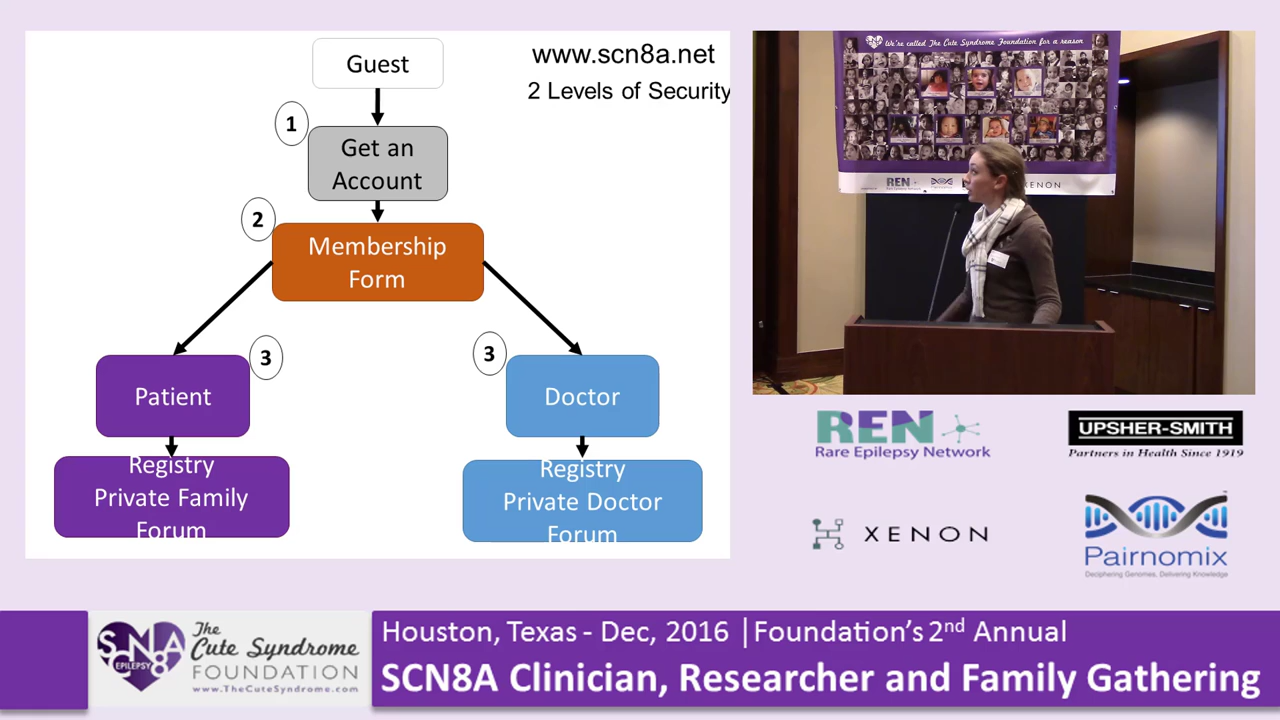 Guest
www.scn8a.net
2 Levels of Security
1
Get an
Account
2
Membership
Form
3
Patient
3
Doctor
Registry
Private Family
Forum
Registry
Private Doctor
Forum
We're called The Cute Syndrome Foundation for a reason
REN
XENON
REN
Rare Epilepsy Network
UPSHER-SMITH
Partners in Health Since 1919
XENON
Pairnomix
Deciphering Genomes, Delivering Knowledge
SCN8A
EPILEPSY
The
Cute Syndrome
FOUNDATION
www.TheCuteSyndrome.com
Houston, Texas - Dec, 2016 | Foundation's 2nd Annual
SCN8A Clinician, Researcher and Family Gathering